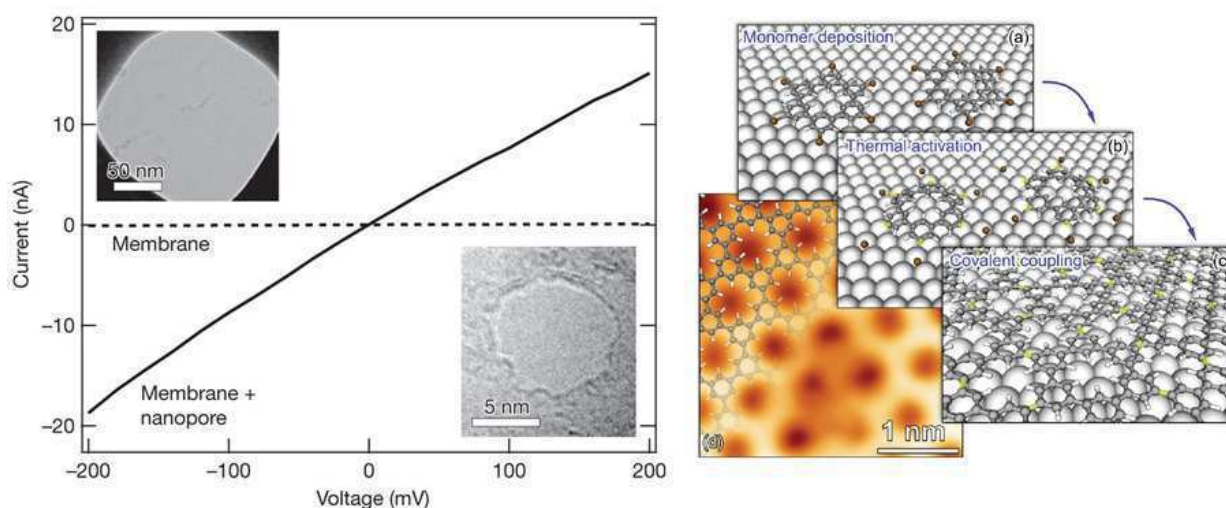 20
10
0
−10
−20
Current (nA)
−200
−100
0
100
200
Voltage (mV)
50 nm
Membrane
Membrane +
nanopore
5 nm
Monomer deposition
(a)
Thermal activation
(b)
Covalent coupling
(c)
(d)
1 nm